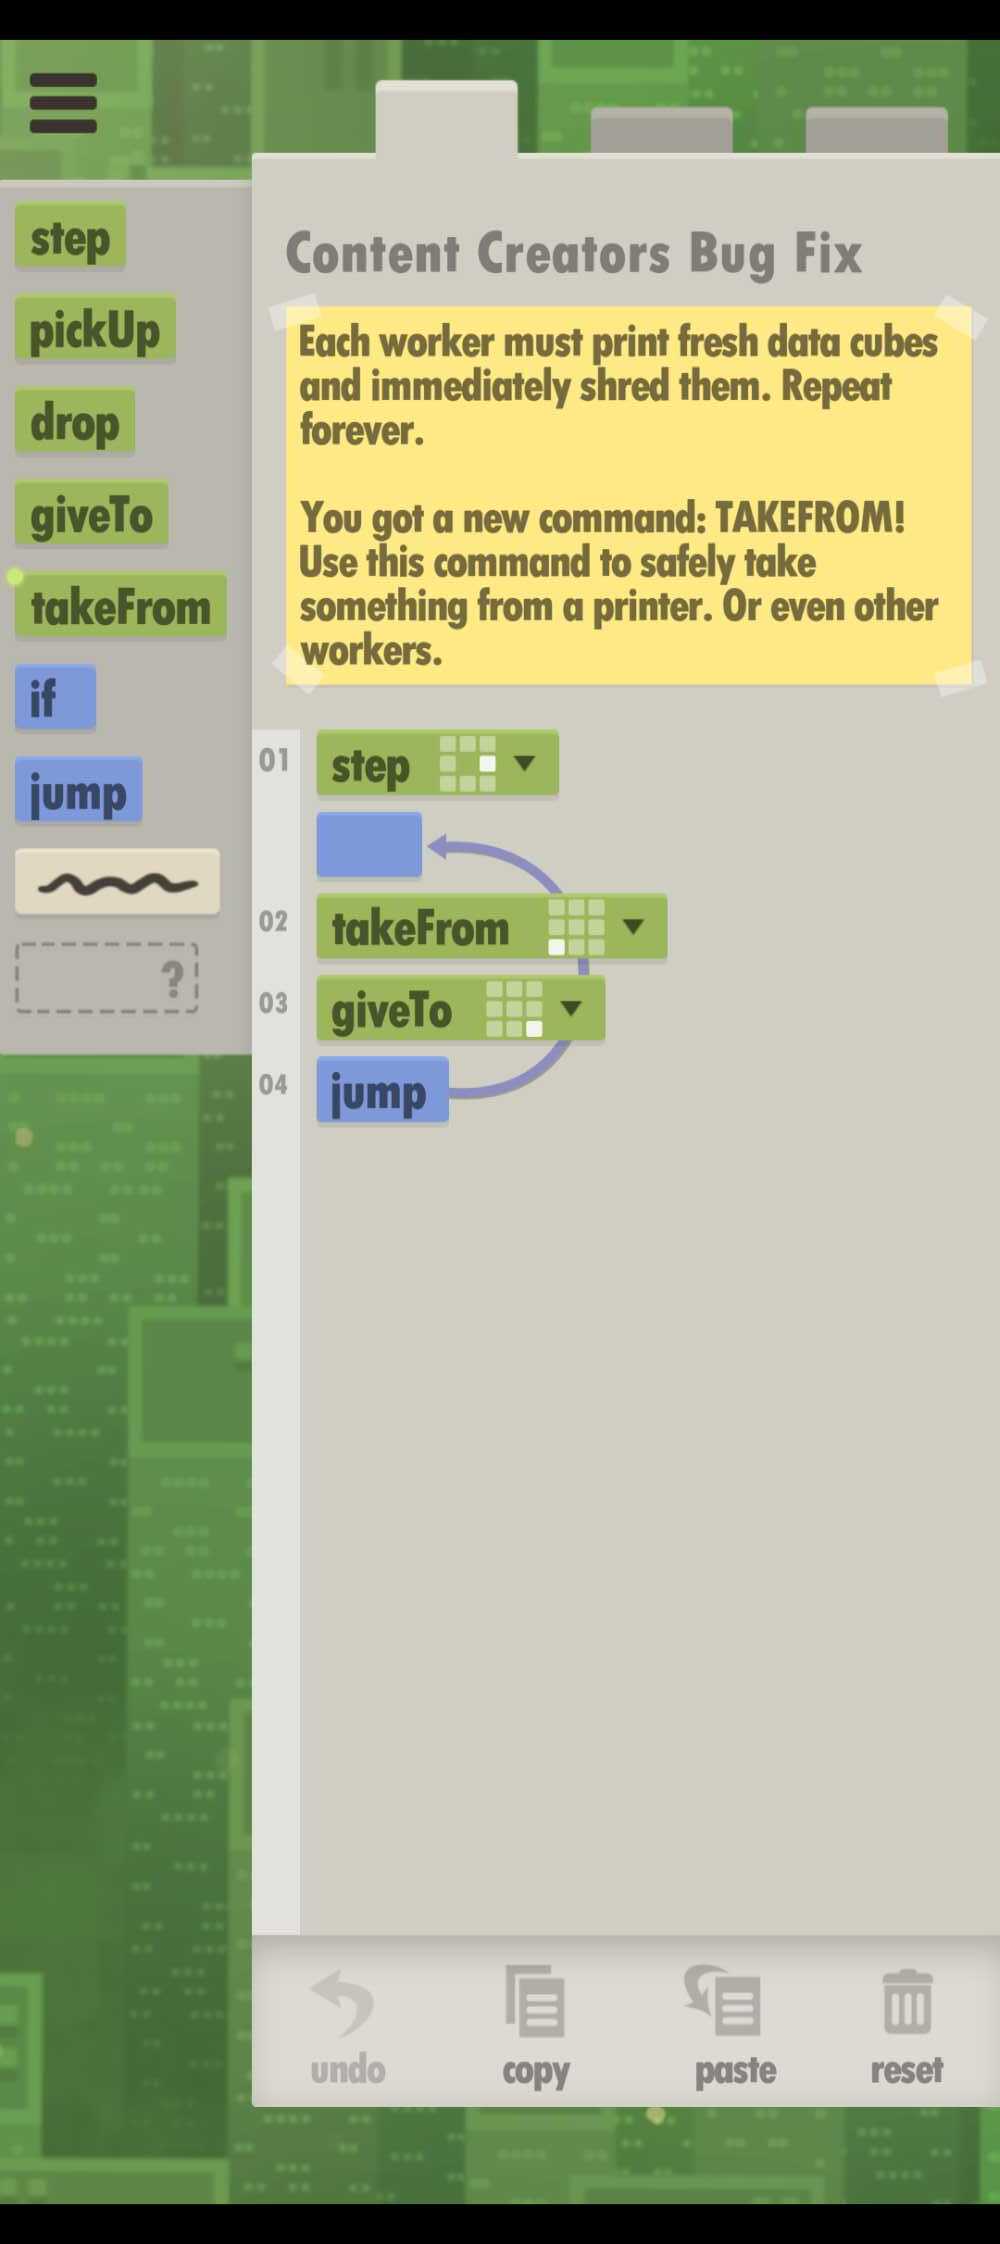 Content Creators Bug Fix
Each worker must print fresh data cubes
and immediately shred them. Repeat
forever.
You got a new command: TAKEFROM!
Use this command to safely take
something from a printer. Or even other
workers.
step
pickUp
drop
giveTo
takeFrom
if
jump
?
01 step
02 takeFrom
03 giveTo
04 jump
undo copy paste reset